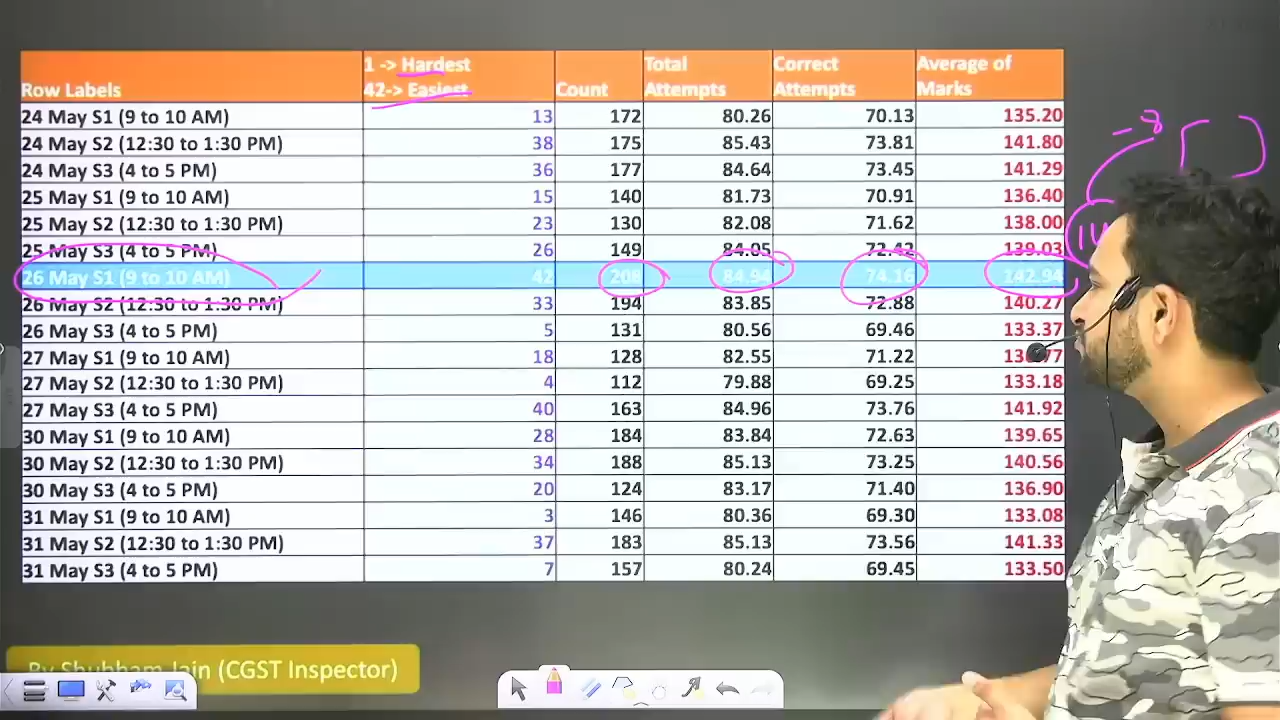 Row Labels 1 -> Hardest 42-> Easiest Count Total Attempts Correct Attempts Average of Marks
24 May S1 (9 to 10 AM) 13 172 80.26 70.13 135.20
24 May S2 (12:30 to 1:30 PM) 38 175 85.43 73.81 141.80
24 May S3 (4 to 5 PM) 36 177 84.64 73.45 141.29
25 May S1 (9 to 10 AM) 15 140 81.73 70.91 136.40
25 May S2 (12:30 to 1:30 PM) 23 130 82.08 71.62 138.00
25 May S3 (4 to 5 PM) 26 149 84.05 72.42 139.03
26 May S1 (9 to 10 AM) 42 208 84.94 74.16 142.94
26 May S2 (12:30 to 1:30 PM) 33 194 83.85 72.88 140.27
26 May S3 (4 to 5 PM) 5 131 80.56 69.46 133.37
27 May S1 (9 to 10 AM) 18 128 82.55 71.22
27 May S2 (12:30 to 1:30 PM) 4 112 79.88 69.25 133.18
27 May S3 (4 to 5 PM) 40 163 84.96 73.76 141.92
30 May S1 (9 to 10 AM) 28 184 83.84 72.63 139.65
30 May S2 (12:30 to 1:30 PM) 34 188 85.13 73.25 140.56
30 May S3 (4 to 5 PM) 20 124 83.17 71.40 136.90
31 May S1 (9 to 10 AM) 3 146 80.36 69.30 133.08
31 May S2 (12:30 to 1:30 PM) 37 183 85.13 73.56 141.33
31 May S3 (4 to 5 PM) 7 157 80.24 69.45 133.50
-8
By Shubham Jain (CGST Inspector)